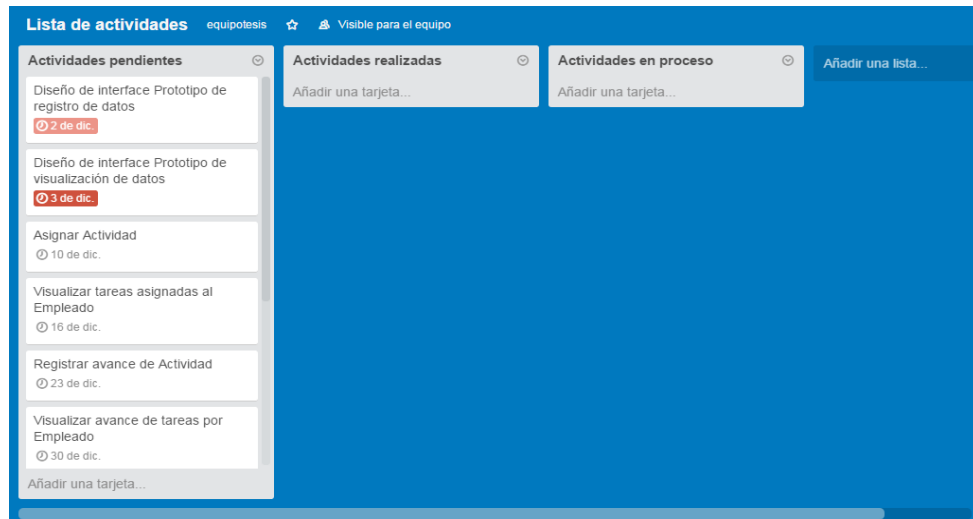 Lista de actividades equipotesis Visible para el equipo
Actividades pendientes
Diseño de interface Prototipo de
registro de datos
2 de dic.
Diseño de interface Prototipo de
visualización de datos
3 de dic.
Asignar Actividad
10 de dic.
Visualizar tareas asignadas al
Empleado
16 de dic.
Registrar avance de Actividad
23 de dic.
Visualizar avance de tareas por
Empleado
30 de dic.
Añadir una tarjeta...
Actividades realizadas
Añadir una tarjeta...
Actividades en proceso
Añadir una tarjeta...
Añadir una lista...